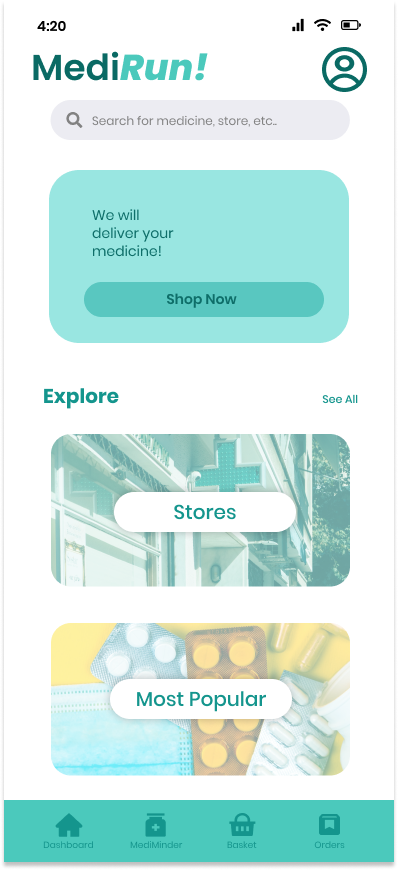 4:20
MediRun!
Search for medicine, store, etc..
We will
deliver your
medicine!
Shop Now
Explore
See All
Stores
Most Popular
Dashboard
MediMinder
Basket
Orders